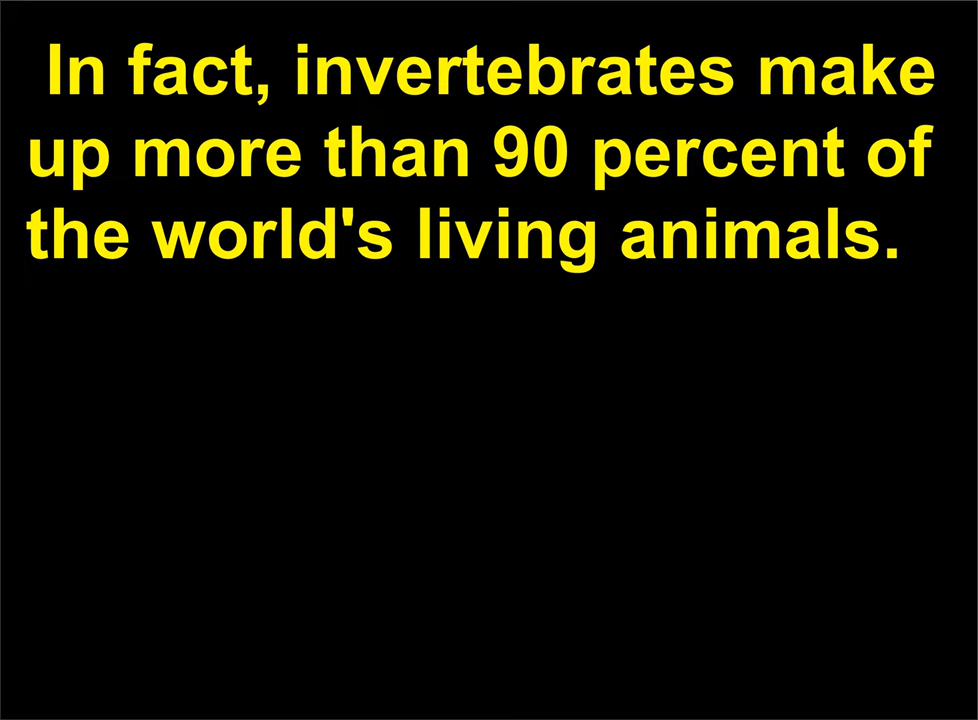 In fact, invertebrates make
up more than 90 percent of
the world's living animals.